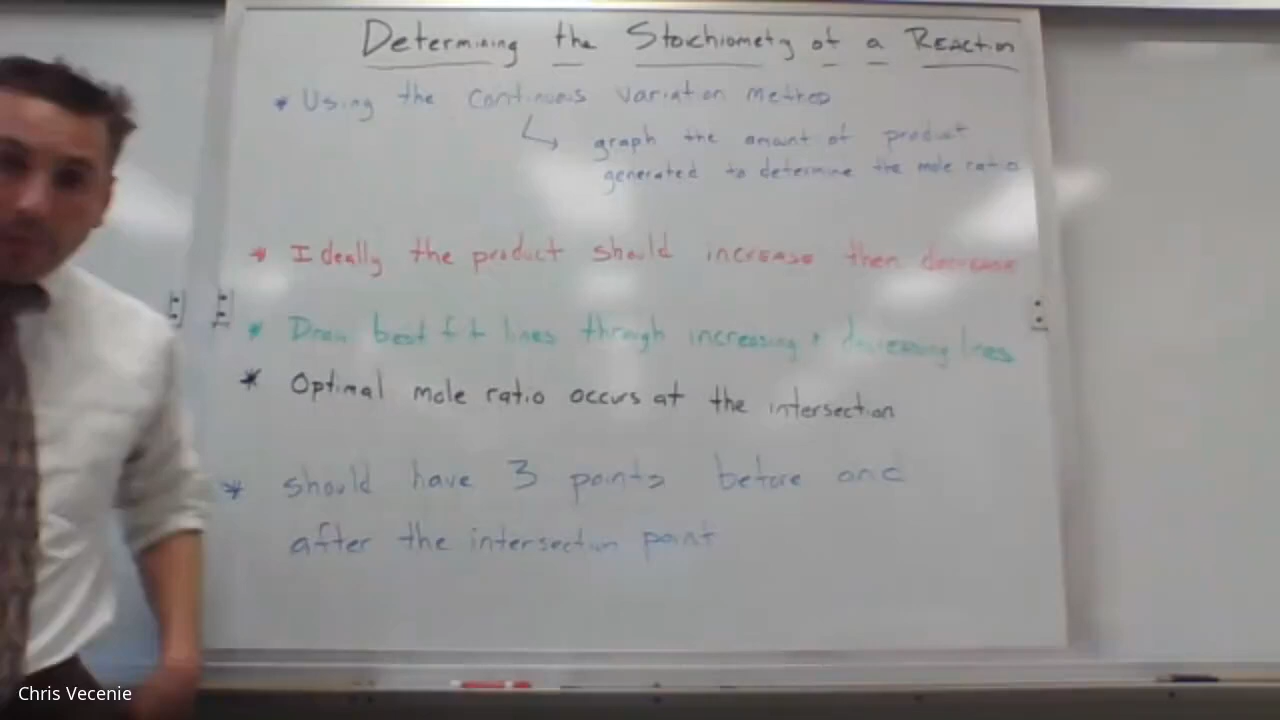 Determining the Stoichiometry of a Reaction
* Using the Continuous Variation Method
graph the amount of product
generated to determine the mole ratio
* Ideally the product should increase then decrease
* Draw best fit lines through increasing + decreasing lines
* Optimal mole ratio occurs at the intersection
* should have 3 points before and
after the intersection point
Chris Vecenie